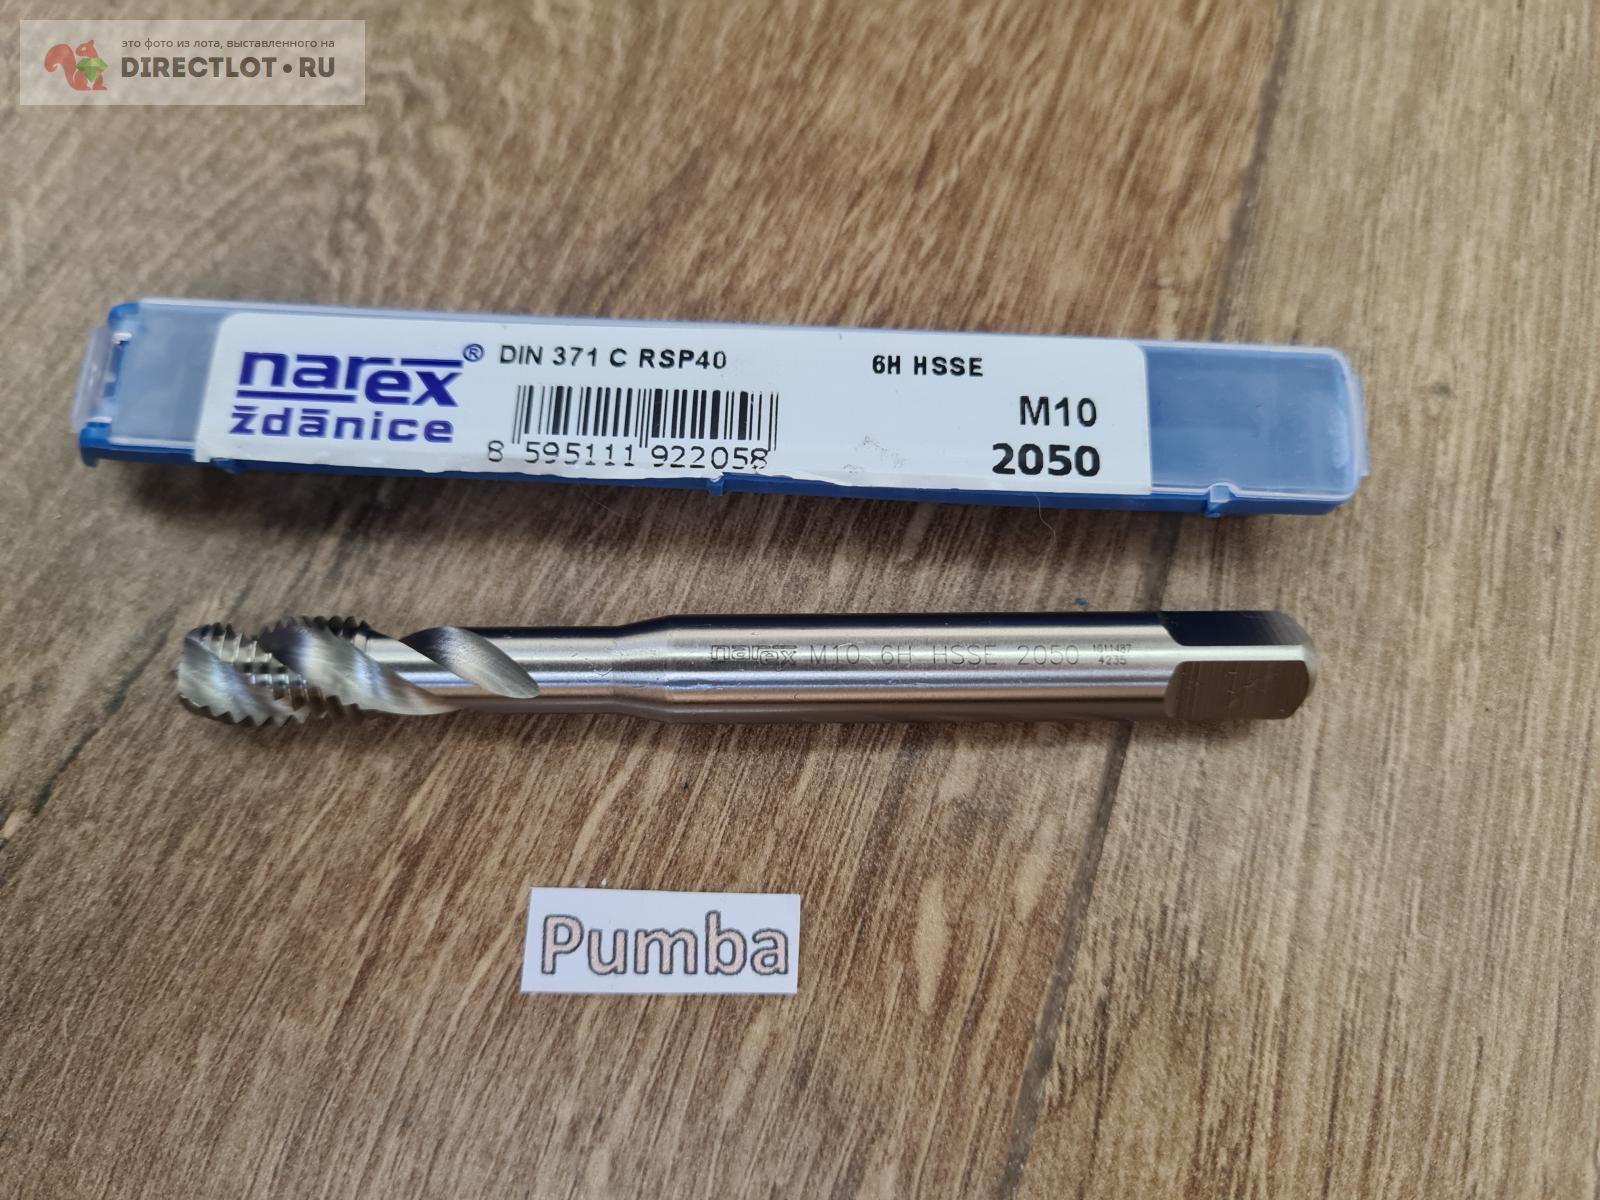 это фото из лота, выставленного на
DIRECTLOT•RU
narex® DIN 371 C RSP40 6H HSSE
ždánice M10
8 595111 922058 2050
narex M10 6H HSSE 2050
4235
Pumba